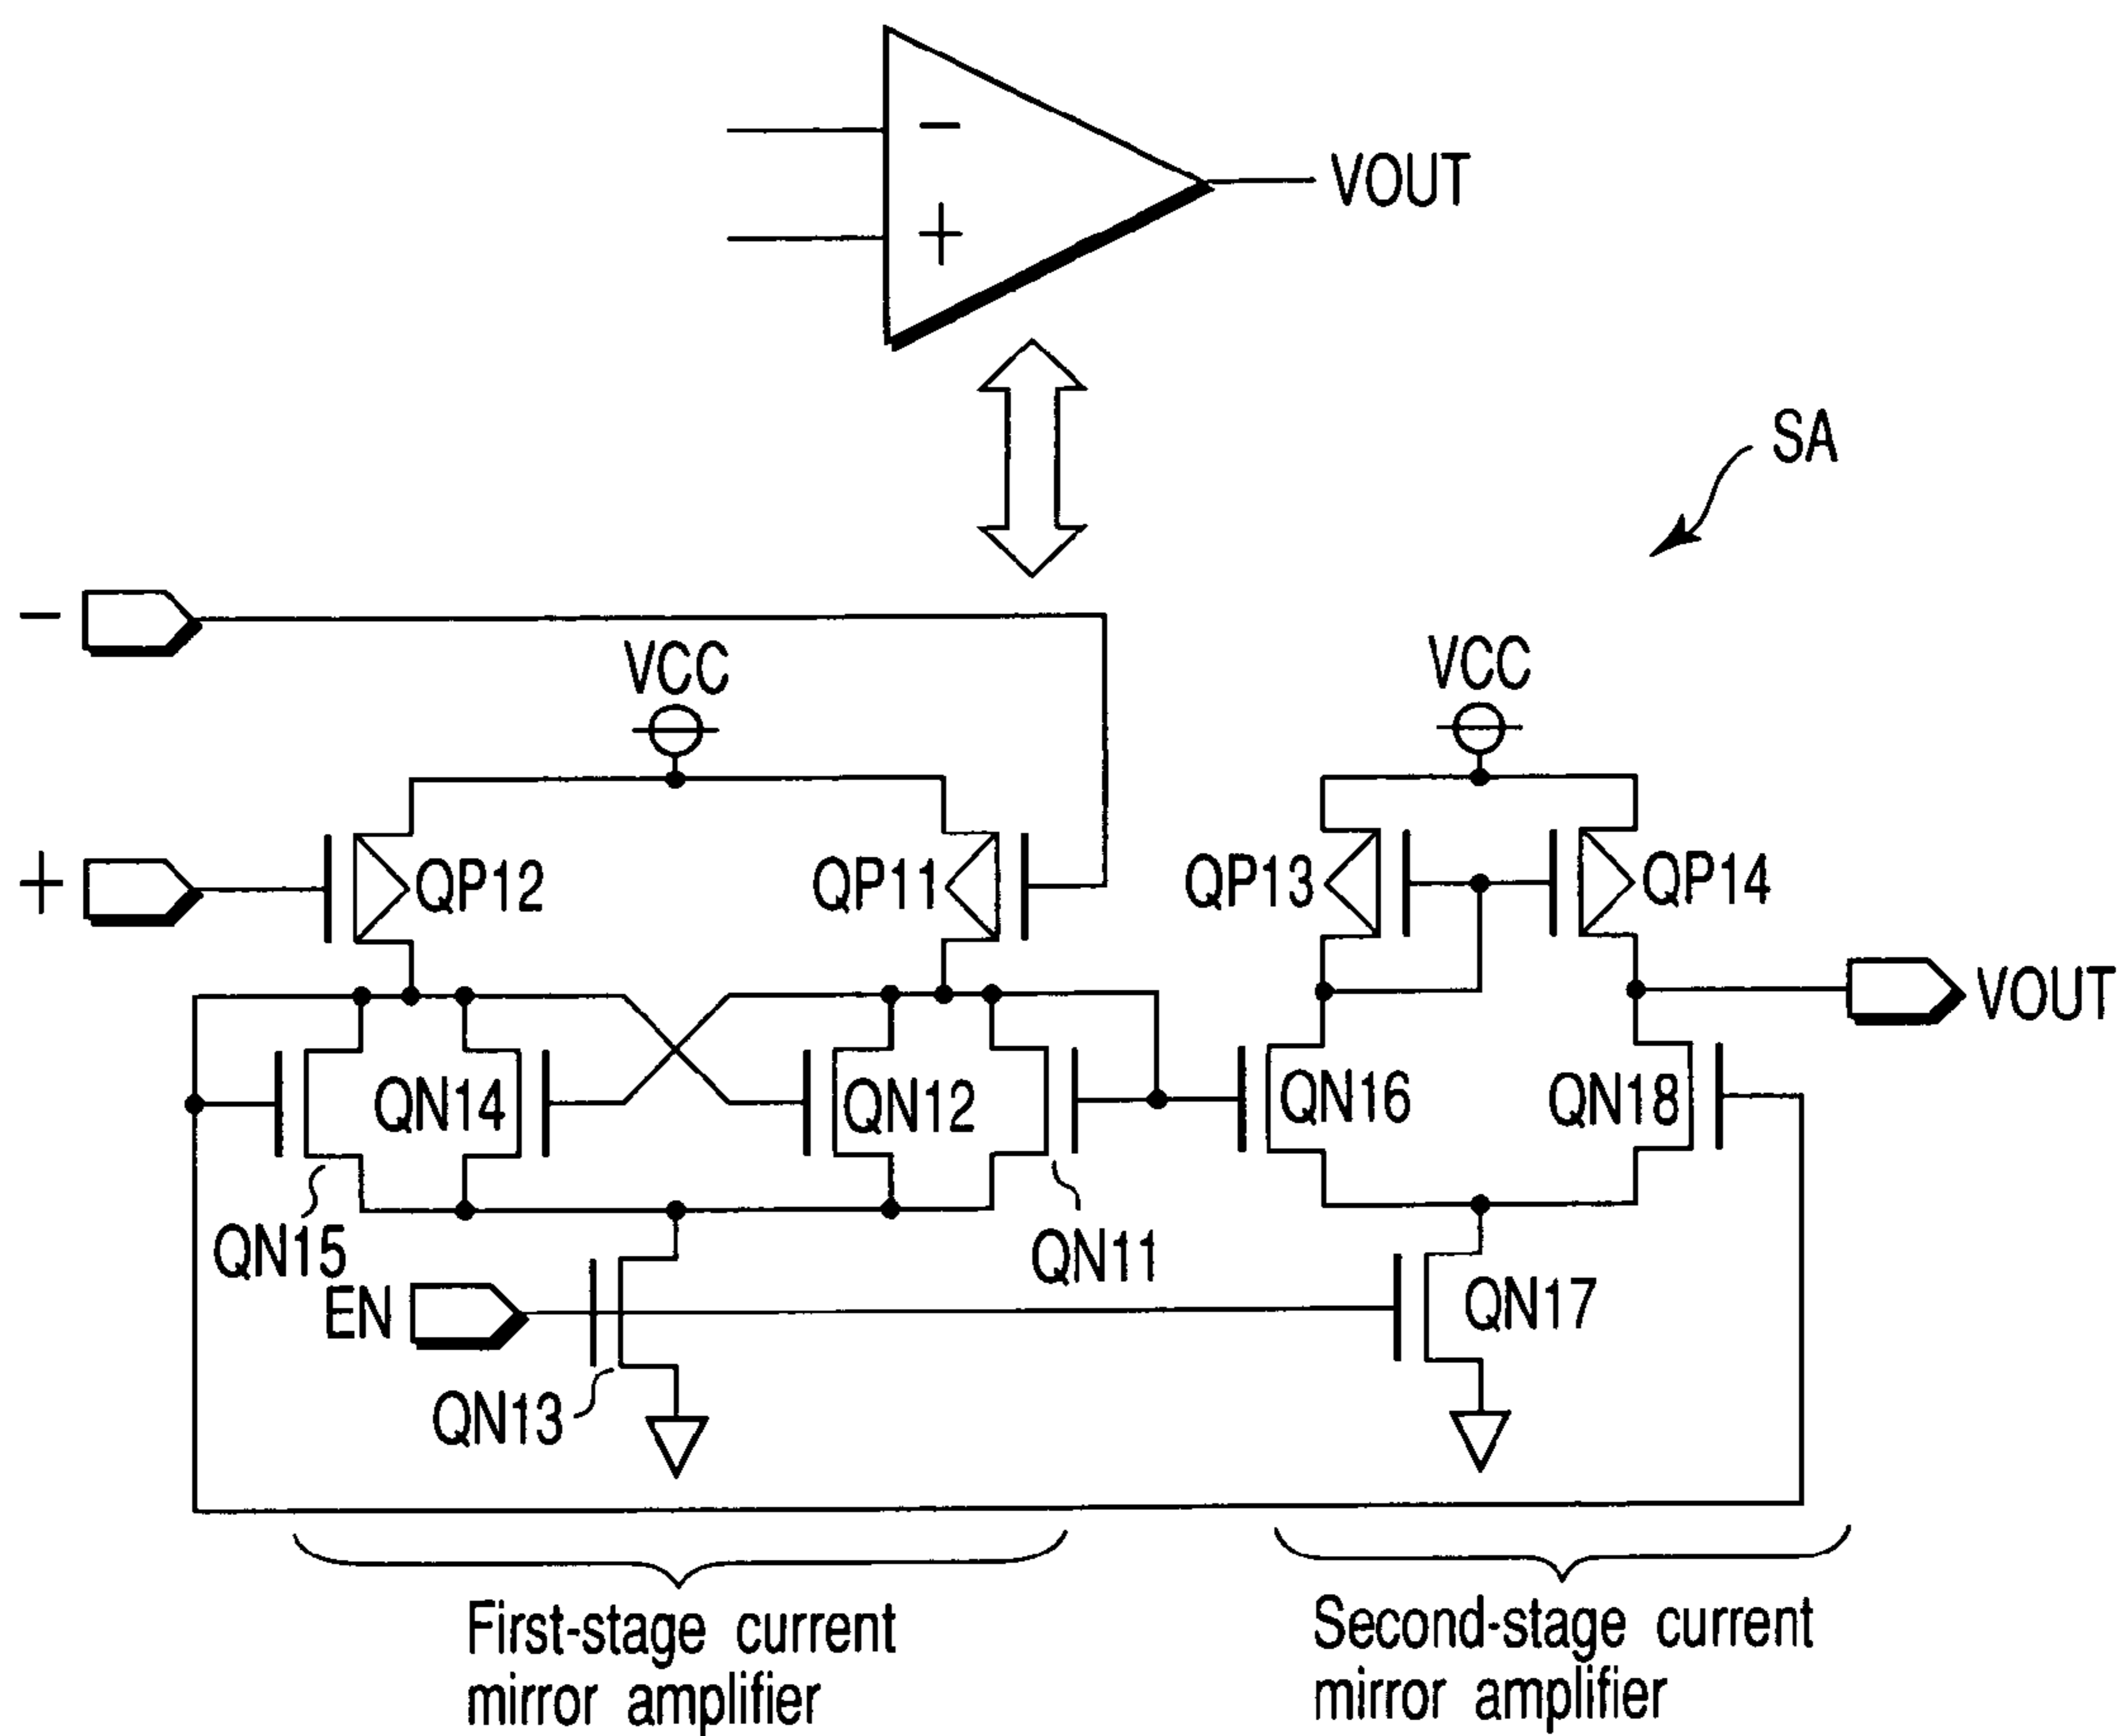 −
+
VOUT
SA
−
VCC
VCC
+
QP12
QP11
QP13
QP14
VOUT
QN14
QN12
QN16
QN18
QN15
QN11
EN
QN17
QN13
First-stage current
mirror amplifier
Second-stage current
mirror amplifier